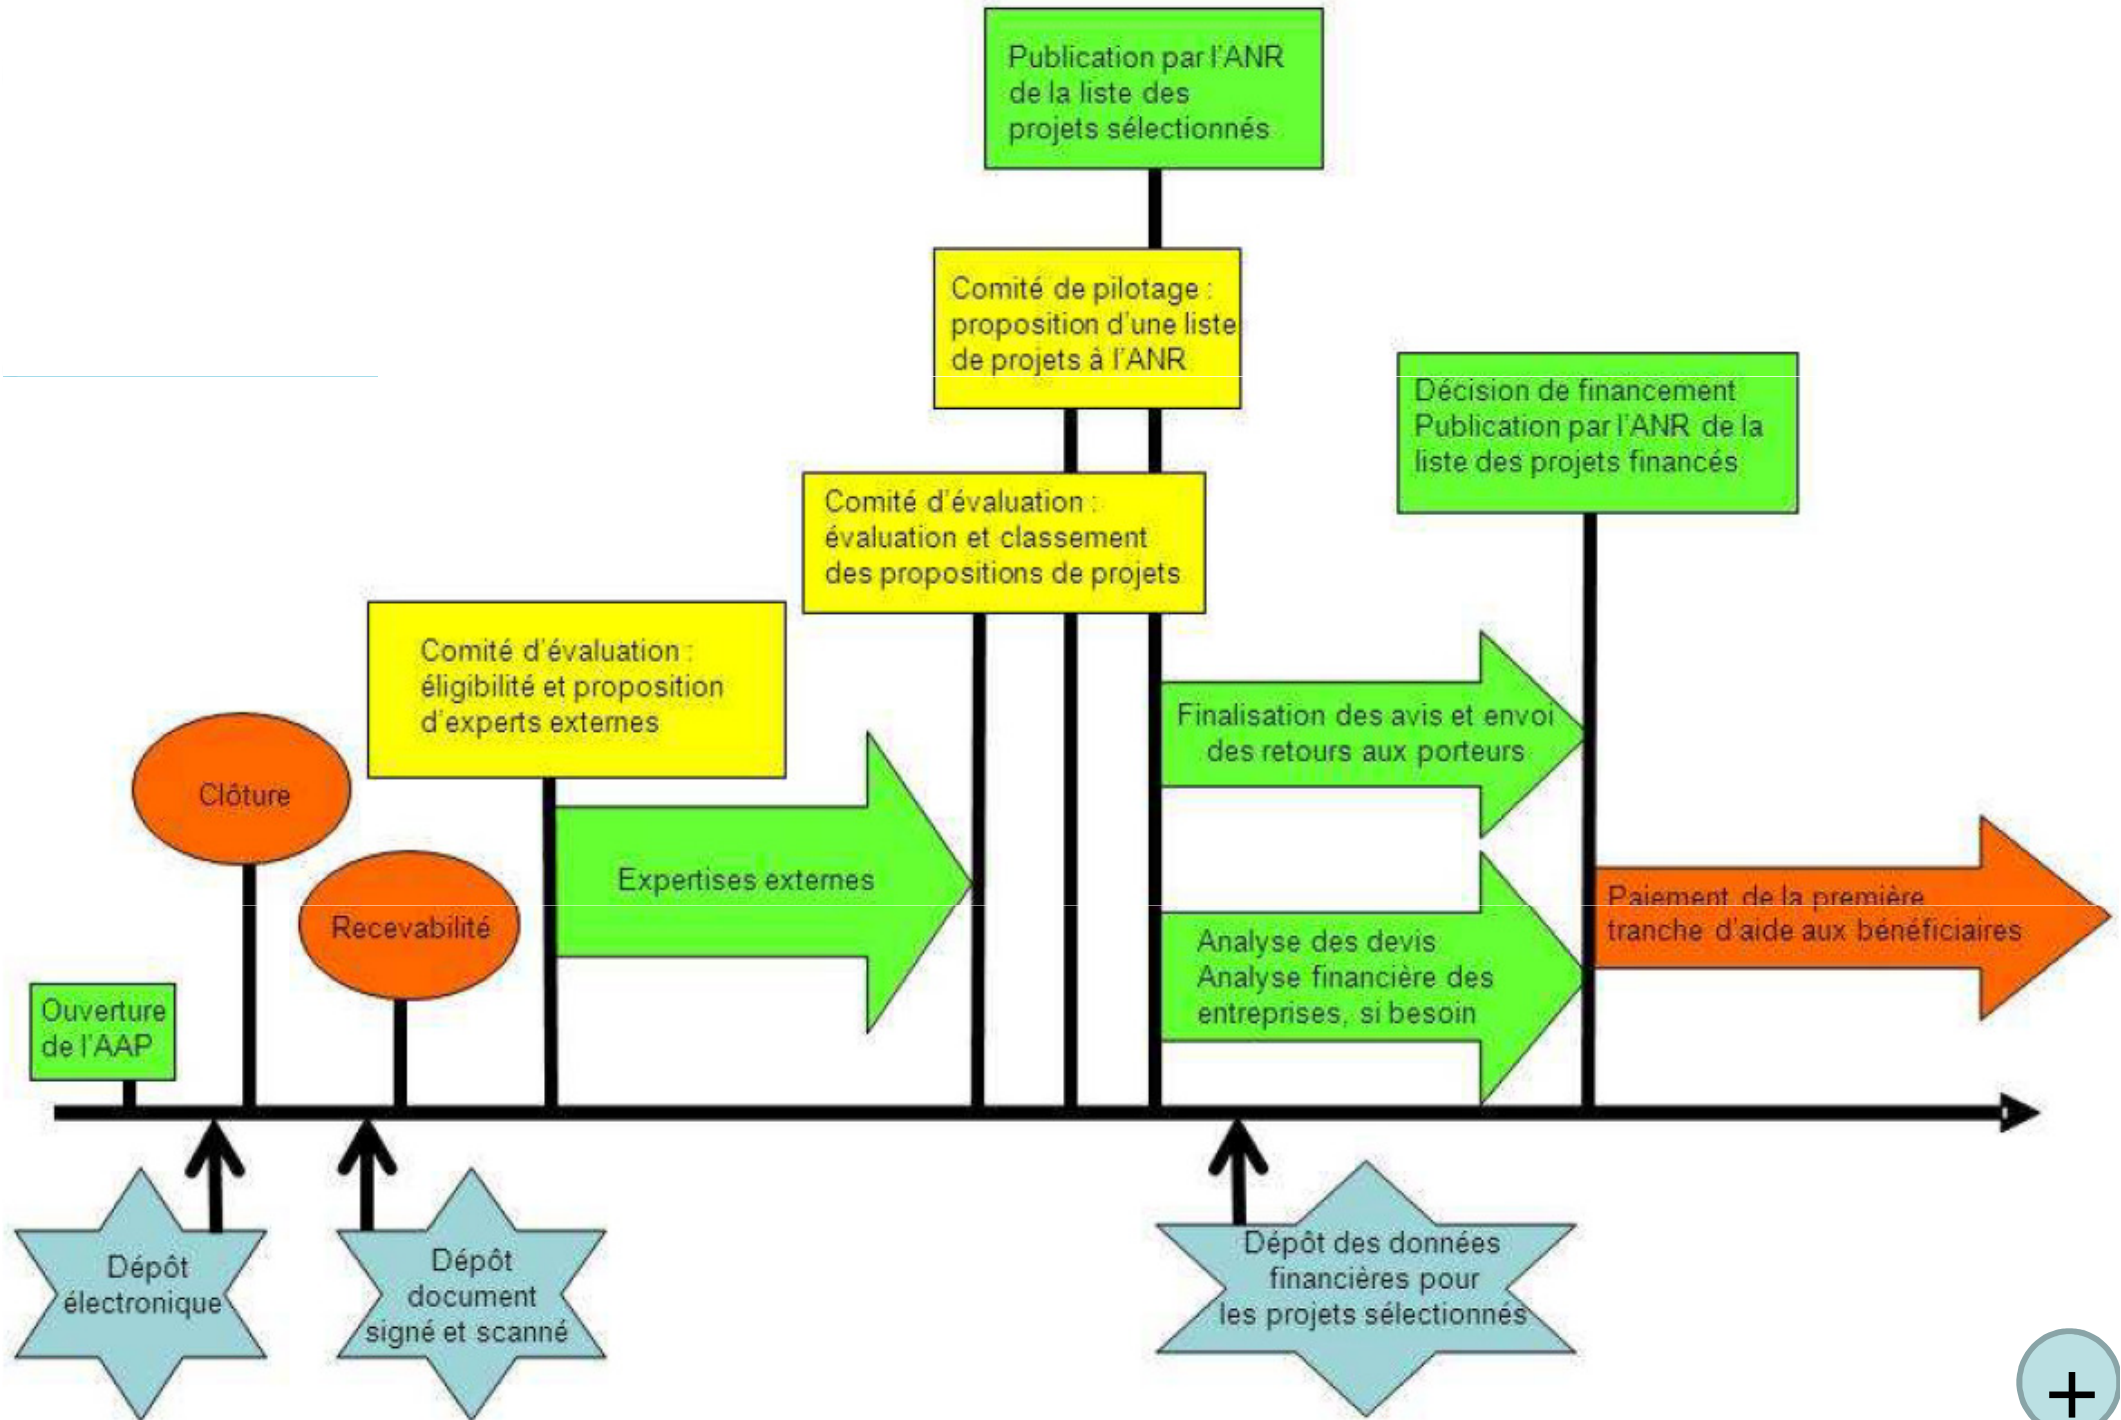 Publication par l'ANR
de la liste des
projets sélectionnés
Comité de pilotage :
proposition d'une liste
de projets à l'ANR
Décision de financement
Publication par l'ANR de la
liste des projets financés
Comité d'évaluation :
évaluation et classement
des propositions de projets
Comité d'évaluation :
éligibilité et proposition
d'experts externes
Finalisation des avis et envoi
des retours aux porteurs
Clôture
Expertises externes
Recevabilité
Paiement de la première
tranche d'aide aux bénéficiaires
Analyse des devis
Analyse financière des
entreprises, si besoin
Ouverture
de l'AAP
Dépôt
électronique
Dépôt
document
signé et scanné
Dépôt des données
financières pour
les projets sélectionnés
+